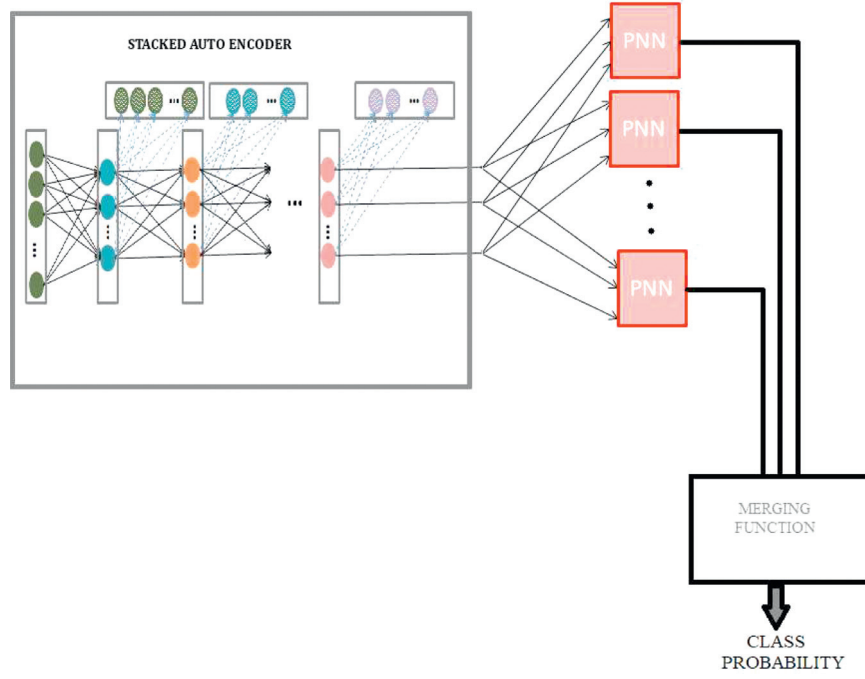 STACKED AUTO ENCODER
PNN
PNN
PNN
MERGING
FUNCTION
CLASS
PROBABILITY